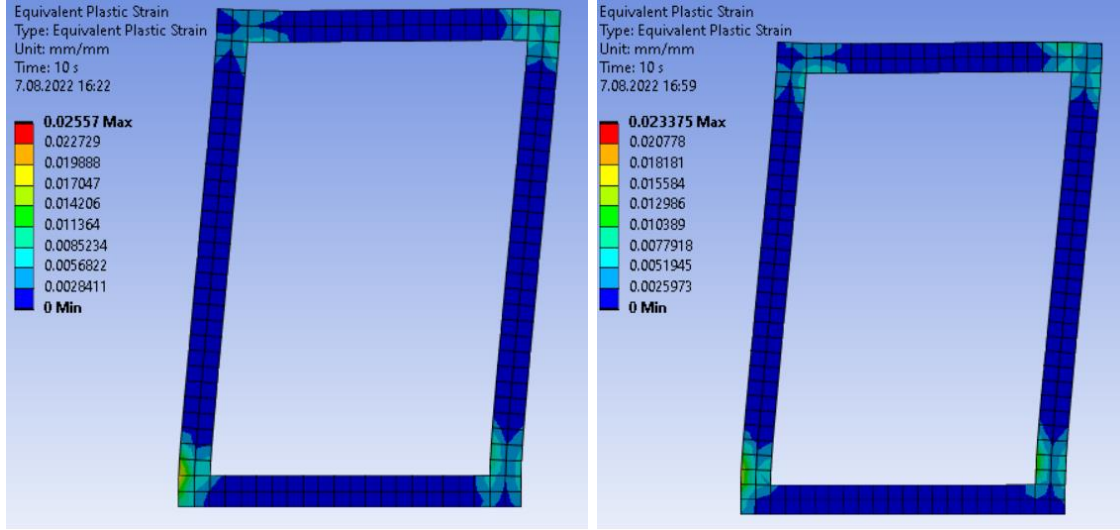 Equivalent Plastic Strain
Type: Equivalent Plastic Strain
Unit: mm/mm
Time: 10 s
7.08.2022 16:22
0.02557 Max
0.022729
0.019888
0.017047
0.014206
0.011364
0.0085234
0.0056822
0.0028411
0 Min
Equivalent Plastic Strain
Type: Equivalent Plastic Strain
Unit: mm/mm
Time: 10 s
7.08.2022 16:59
0.023375 Max
0.020778
0.018181
0.015584
0.012986
0.010389
0.0077918
0.0051945
0.0025973
0 Min